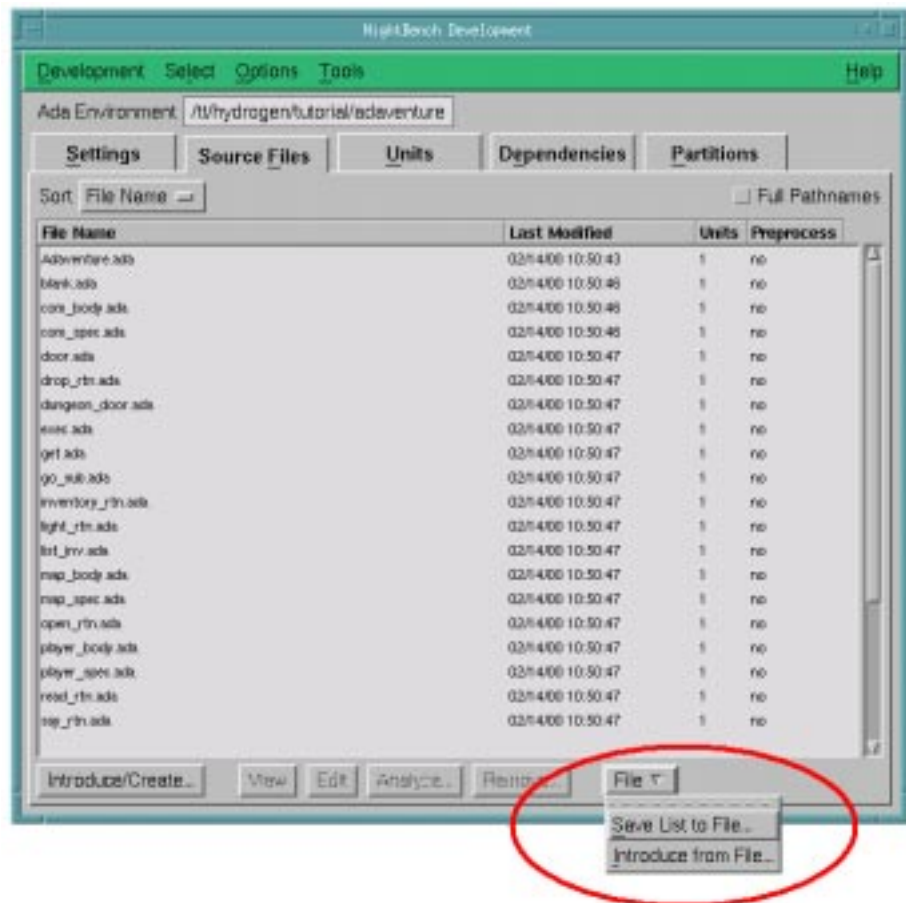 NightBench Development
Development Select Options Tools Help
Ada Environment /tl/hydrogen/tutorial/adaventure
Settings Source Files Units Dependencies Partitions
Sort File Name Full Pathnames
File Name Last Modified Units Preprocess
Adaventure.ada 02/14/00 10:50:43 1 no
blank.ada 02/14/00 10:50:46 1 no
com_body.ada 02/14/00 10:50:46 1 no
com_spec.ada 02/14/00 10:50:46 1 no
door.ada 02/14/00 10:50:47 1 no
drop_rtn.ada 02/14/00 10:50:47 1 no
dungeon_door.ada 02/14/00 10:50:47 1 no
exec.ada 02/14/00 10:50:47 1 no
get.ada 02/14/00 10:50:47 1 no
go_sub.ada 02/14/00 10:50:47 1 no
inventory_rtn.ada 02/14/00 10:50:47 1 no
light_rtn.ada 02/14/00 10:50:47 1 no
list_inv.ada 02/14/00 10:50:47 1 no
map_body.ada 02/14/00 10:50:47 1 no
map_spec.ada 02/14/00 10:50:47 1 no
open_rtn.ada 02/14/00 10:50:47 1 no
player_body.ada 02/14/00 10:50:47 1 no
player_spec.ada 02/14/00 10:50:47 1 no
read_rtn.ada 02/14/00 10:50:47 1 no
say_rtn.ada 02/14/00 10:50:47 1 no
Introduce/Create... View Edit Analyze... Remove... File
Save List to File...
Introduce from File...